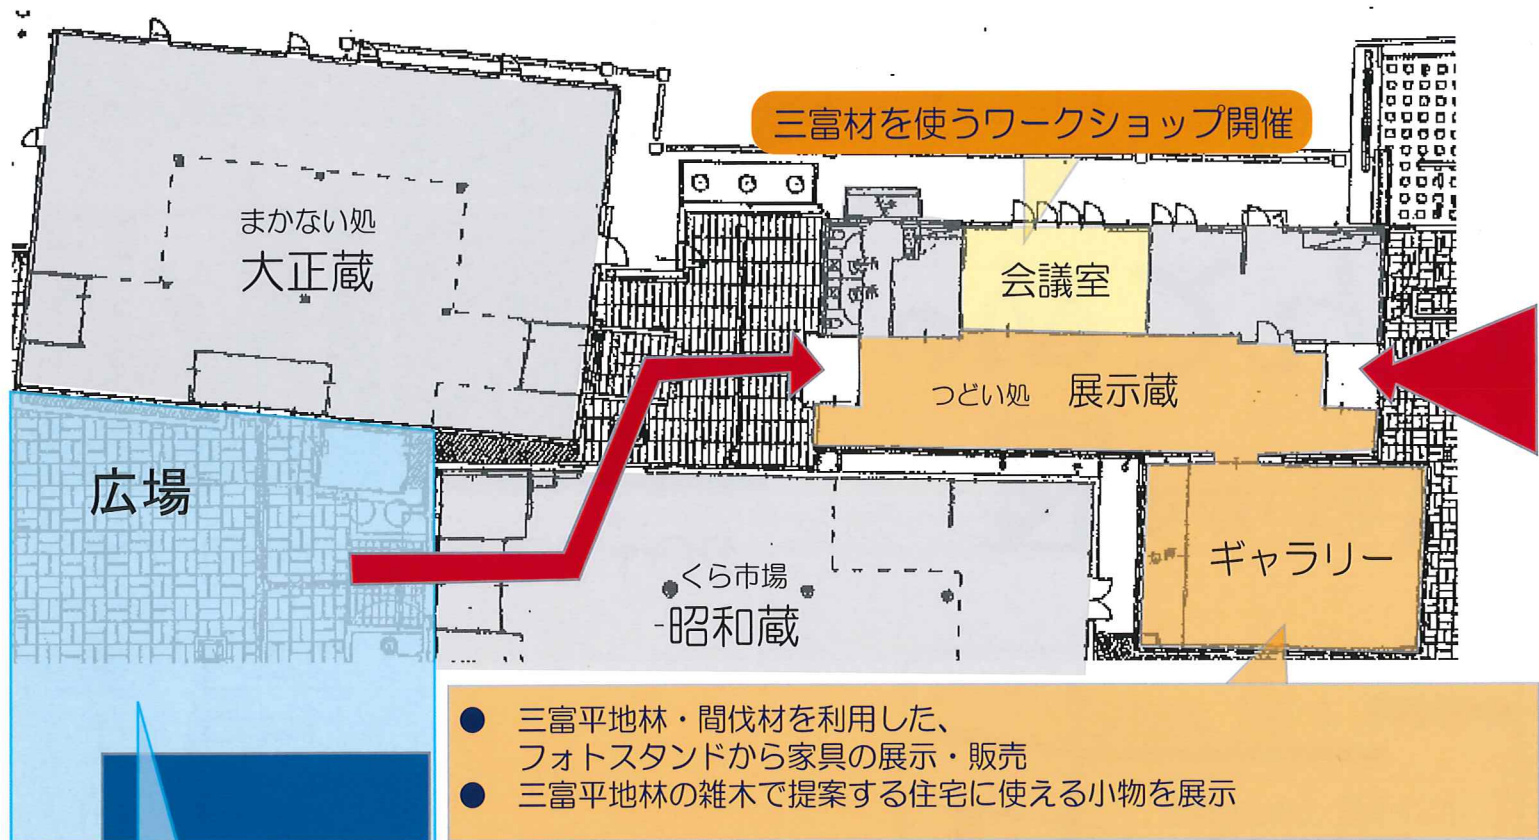 三富材を使うワークショップ開催
まかない処
大正蔵
会議室
つどい処 展示蔵
広場
ギャラリー
くら市場
昭和蔵
● 三富平地林・間伐材を利用した、
フォトスタンドから家具の展示・販売
● 三富平地林の雑木で提案する住宅に使える小物を展示